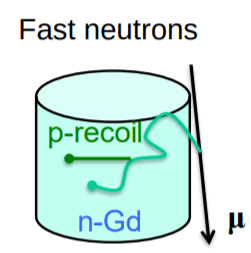 Fast neutrons
p-recoil
n-Gd
μ